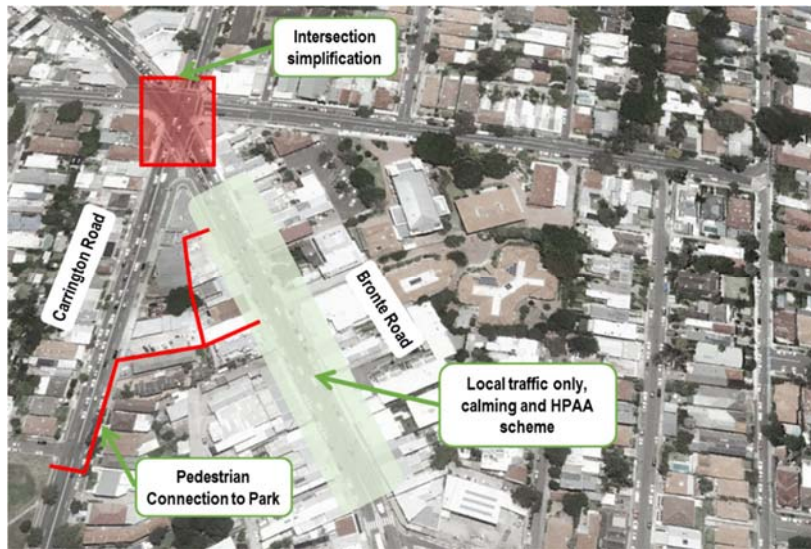 Intersection
simplification
Carrington Road
Bronte Road
Local traffic only,
calming and HPAA
scheme
Pedestrian
Connection to Park